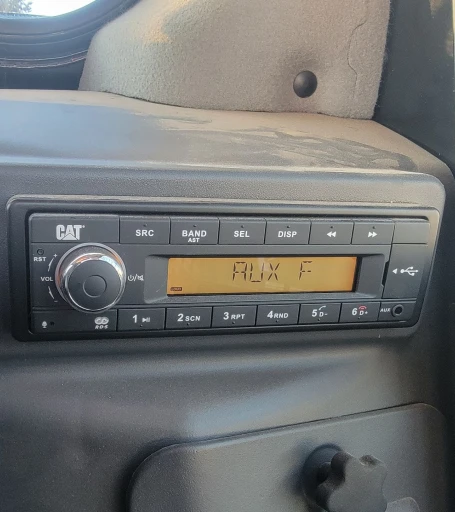 CAT SRC BAND AST SEL DISP
RST
VOL
AUX F
RDS 1 2 SCN 3 RPT 4 RND 5 D- 6 D+ AUX